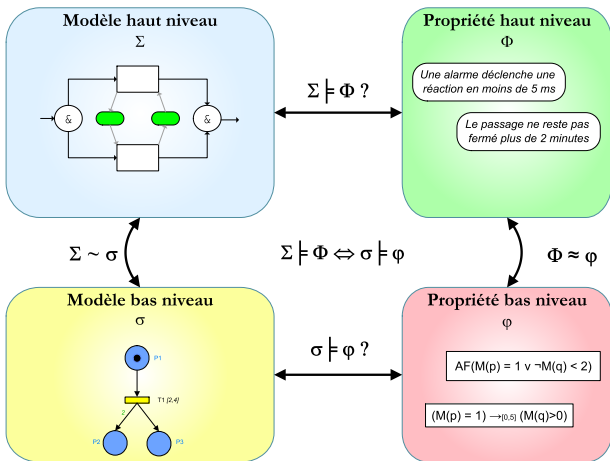 Modèle haut niveau
Σ
&
&
Σ ⊧ Φ ?
Propriété haut niveau
Φ
Une alarme déclenche une
réaction en moins de 5 ms
Le passage ne reste pas
fermé plus de 2 minutes
Σ ~ σ
Σ ⊧ Φ ⇔ σ ⊧ φ
Φ ≈ φ
Modèle bas niveau
σ
P1
T1 [2,4]
2
P2
P3
σ ⊧ φ ?
Propriété bas niveau
φ
AF(M(p) = 1 v ¬M(q) < 2)
(M(p) = 1) →[0,5] (M(q)>0)